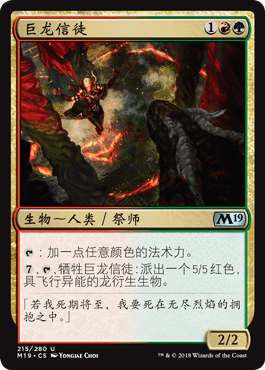 巨龙信徒 1
生物~人类 / 祭师 M19
:加一点任意颜色的法术力。
7, ,牺牲巨龙信徒:派出一个5/5红色,
具飞行异能的龙衍生生物。
「若我死期将至,我要死在无尽烈焰的拥
抱之中。」
2/2
215/280 U
M19 • CS YONGJAE CHOI ™ & © 2018 Wizards of the Coast